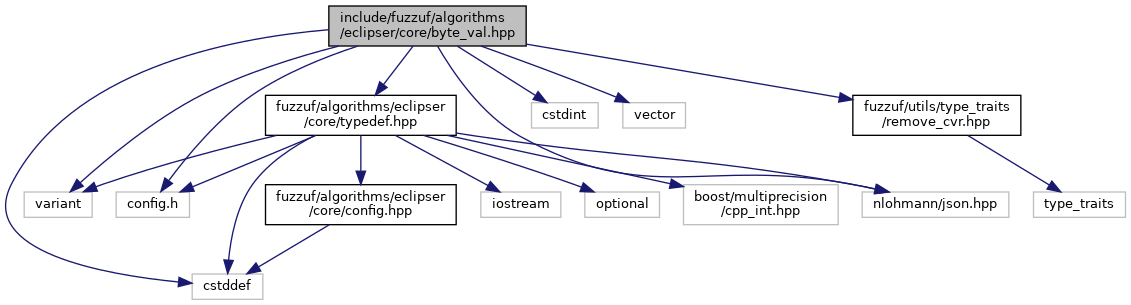 include/fuzzuf/algorithms
/eclipser/core/byte_val.hpp
fuzzuf/algorithms/eclipser
/core/typedef.hpp
cstdint
vector
fuzzuf/utils/type_traits
/remove_cvr.hpp
variant
config.h
fuzzuf/algorithms/eclipser
/core/config.hpp
iostream
optional
boost/multiprecision
/cpp_int.hpp
nlohmann/json.hpp
type_traits
cstddef